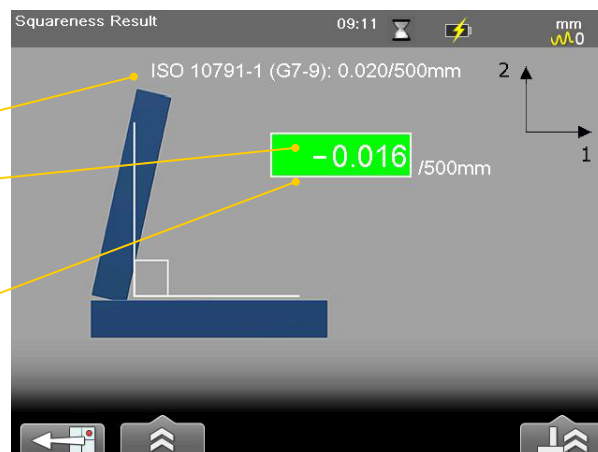 Squareness Result
09:11
mm
0
ISO 10791-1 (G7-9): 0.020/500mm
2
-0.016 /500mm
1